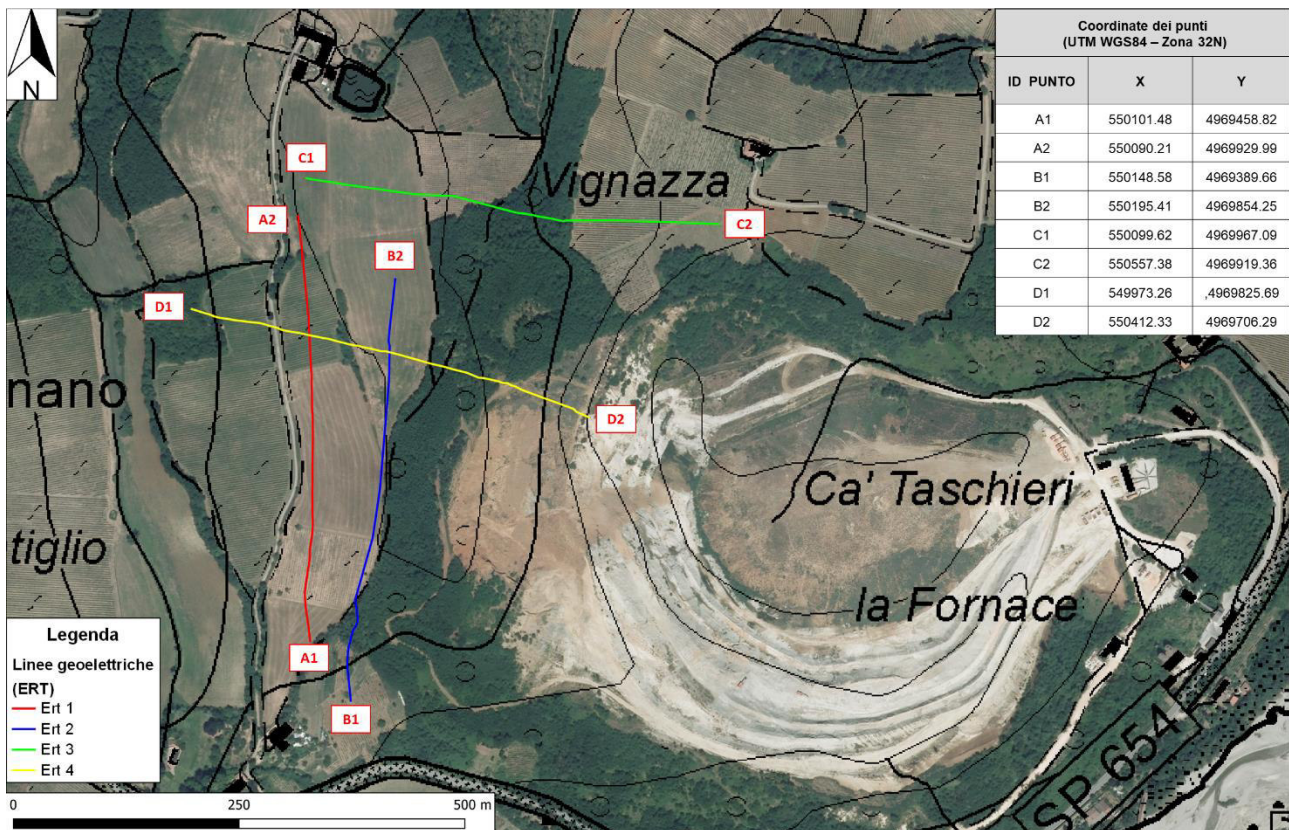 N
Coordinate dei punti
(UTM WGS84 – Zona 32N)
ID PUNTO X Y
A1 550101.48 4969458.82
A2 550090.21 4969929.99
B1 550148.58 4969389.66
B2 550195.41 4969854.25
C1 550099.62 4969967.09
C2 550557.38 4969919.36
D1 549973.26 ,4969825.69
D2 550412.33 4969706.29
C1
Vignazza
A2
C2
B2
D1
nano
D2
Ca' Taschieri
tiglio
la Fornace
A1
B1
SP 654
Legenda
Linee geoelettriche
(ERT)
Ert 1
Ert 2
Ert 3
Ert 4
0 250 500 m